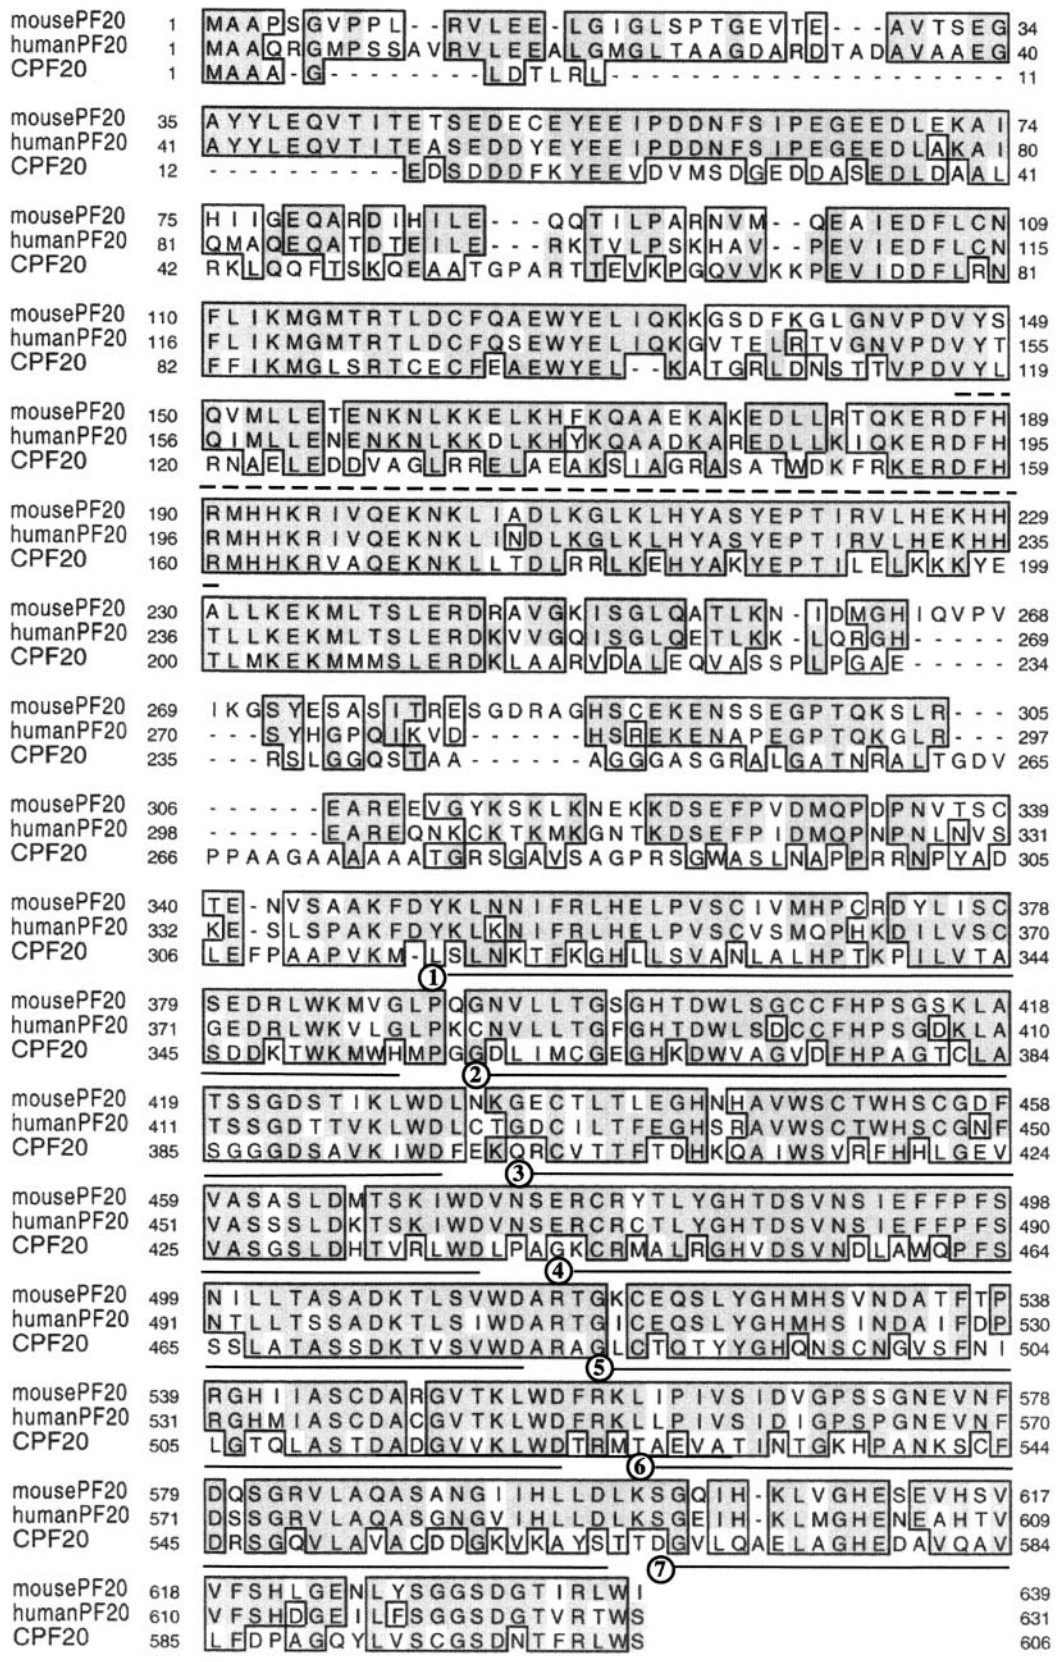 mousePF20 1 MAAPSGVPPL--RVLEE-LGIGLSPTGEVTE---AVTSEG 34
humanPF20 1 MAAQRGMPSSAVRVLEEALGMGLTAAGDARDTADAVAAEG 40
CPF20 1 MAAA-G--------LDTLRL-------------------- 11
mousePF20 35 AYYLEQVTITETSEDECEYEEIPDDNFSIPEGEEDLEKAI 74
humanPF20 41 AYYLEQVTITEASEDDYEYEEIPDDNFSIPEGEEDLAKAI 80
CPF20 12 ----------EDSDDDFKYEEVDVMSDGEDDASEDLDAAL 41
mousePF20 75 HIIGEQARDIHILE---QQTILPARNVM--QEAIEDFLCN 109
humanPF20 81 QMAQEQATDTEILE---RKTVLPSKHAV--PEVIEDFLCN 115
CPF20 42 RKLQQFTSKQEAATGPARTTEVKPGQVVKKPEVIDDFLRN 81
mousePF20 110 FLIKMGMTRTLDCFQAEWYELIQKKGSDFKGLGNVPDVYS 149
humanPF20 116 FLIKMGMTRTLDCFQSEWYELIQKGVTELRTVGNVPDVYT 155
CPF20 82 FFIKMGLSRTCECFEAEWYEL--KATGRLDNSTTVPDVYL 119
mousePF20 150 QVMLLETENKNLKKELKHFKQAAEKAKEDLLRTQKERDFH 189
humanPF20 156 QIMLLENENKNLKKDLKHYKQAADKAREDLLKIQKERDFH 195
CPF20 120 RNAELEDDVAGLRRELAEAKSIAGRASATWDKFRKERDFH 159
mousePF20 190 RMHHKRIVQEKNKLIADLKGLKLHYASYEPTIRVLHEKHH 229
humanPF20 196 RMHHKRIVQEKNKLINDLKGLKLHYASYEPTIRVLHEKHH 235
CPF20 160 RMHHKRVAQEKNKLLTDLRRLKEHYAKYEPTILELKKKYE 199
mousePF20 230 ALLKEKMLTSLERDRAVGKISGLQATLKN-IDMGHIQVPV 268
humanPF20 236 TLLKEKMLTSLERDKVVGQISGLQETLKK-LQRGH----- 269
CPF20 200 TLMKEKMMMSLERDKLAARVDALEQVASSPLPGAE----- 234
mousePF20 269 IKGSYESASITRESGDRAGHSCEKENSSEGPTQKSLR--- 305
humanPF20 270 ---SYHGPQIKVD------HSREKENAPEGPTQKGLR--- 297
CPF20 235 ---RSLGGQSTAA------AGGGASGRALGATNRALTGDV 265
mousePF20 306 ------EAREEVGYKSKLKNEKKDSEFPVDMQPDPNVTSC 339
humanPF20 298 ------EAREQNKCKTKMKGNTKDSEFPIDMQPNPNLNVS 331
CPF20 266 PPAAGAAAAAAATGRSGAVSAGPRSGWASLNAPPRRNPYAD 305
mousePF20 340 TE-NVSAAKFDYKLNNIFRLHELPVSCIVMHPCRDYLISC 378
humanPF20 332 KE-SLSPAKFDYKLKNIFRLHELPVSCVSMQPHKDILVSC 370
CPF20 306 LEFPAAPVKM-LSLNKTFKGHLLSVANLALHPTKPILVTA 344
①
mousePF20 379 SEDRLWKMVGLPQGNVLLTGSGHTDWLSGCCFHPSGSKLA 418
humanPF20 371 GEDRLWKVLGLPKCNVLLTGFGHTDWLSDCCFHPSGDKLA 410
CPF20 345 SDDKTWKMWHMPGGDLIMCGEGHKDWVAGVDFHPAGTCLA 384
②
mousePF20 419 TSSGDSTIKLWDLNKGECTLTLEGHNHAVWSCTWHSCGDF 458
humanPF20 411 TSSGDTTVKLWDLCTGDCILTFEGHSRAVWSCTWHSCGNF 450
CPF20 385 SGGGDSAVKIWDFEKQRCVTTFTDHKQAIWSVRFHHLGEV 424
③
mousePF20 459 VASASLDMTSKIWDVNSERCRYTLYGHTDSVNSIEFFPFS 498
humanPF20 451 VASSSLDKTSKIWDVNSERCRCTLYGHTDSVNSIEFFPFS 490
CPF20 425 VASGSLDHTVRLWDLPAGKCRMALRGHVDSVNDLAWQPFS 464
④
mousePF20 499 NILLTASADKTLSVWDARTGKCEQSLYGHMHSVNDATFTP 538
humanPF20 491 NTLLTSSADKTLSIWDARTGICEQSLYGHMHSINDAIFDP 530
CPF20 465 SSLATASSDKTVSVWDARAGLCTQTYYGHQNSCNGVSFNI 504
⑤
mousePF20 539 RGHIIASCDARGVTKLWDFRKLIPIVSIDVGPSSGNEVNF 578
humanPF20 531 RGHMIASCDACGVTKLWDFRKLLPIVSIDIGPSPGNEVNF 570
CPF20 505 LGTQLASTDADGVVKLWDTRMTAEVATINTGKHPANKSCF 544
⑥
mousePF20 579 DQSGRVLAQASANGIIHLLDLKSGQIH-KLVGHESEVHSV 617
humanPF20 571 DSSGRVLAQASGNGVIHLLDLKSGEIH-KLMGHENEAHTV 609
CPF20 545 DRSGQVLAVACDDGKVKAYSTTDGVLQAELAGHEDAVQAV 584
⑦
mousePF20 618 VFSHLGENLYSGGSDGTIRLWI 639
humanPF20 610 VFSHDGEILFSGGSDGTVRTWS 631
CPF20 585 LFDPAGQYLVSCGSDNTFRLWS 606